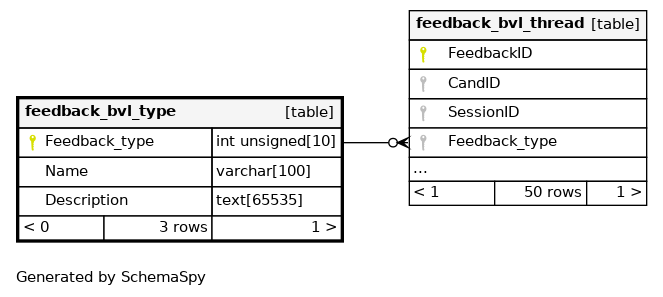 feedback_bvl_thread [table]
FeedbackID
CandID
SessionID
Feedback_type
...
< 1 50 rows 1 >
feedback_bvl_type [table]
Feedback_type int unsigned[10]
Name varchar[100]
Description text[65535]
< 0 3 rows 1 >
Generated by SchemaSpy